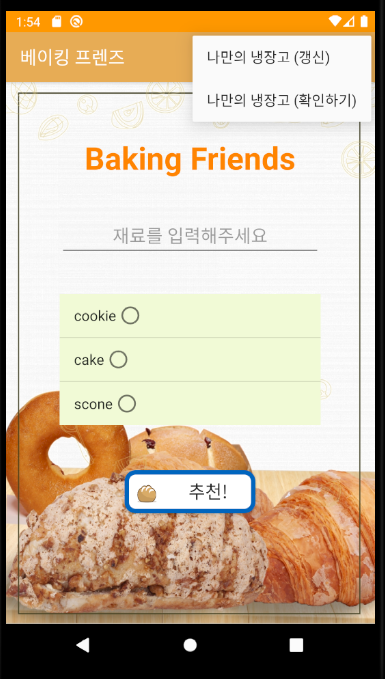 1:54
베이킹 프렌즈
나만의 냉장고 (갱신)
나만의 냉장고 (확인하기)
Baking Friends
재료를 입력해주세요
cookie
cake
scone
추천!